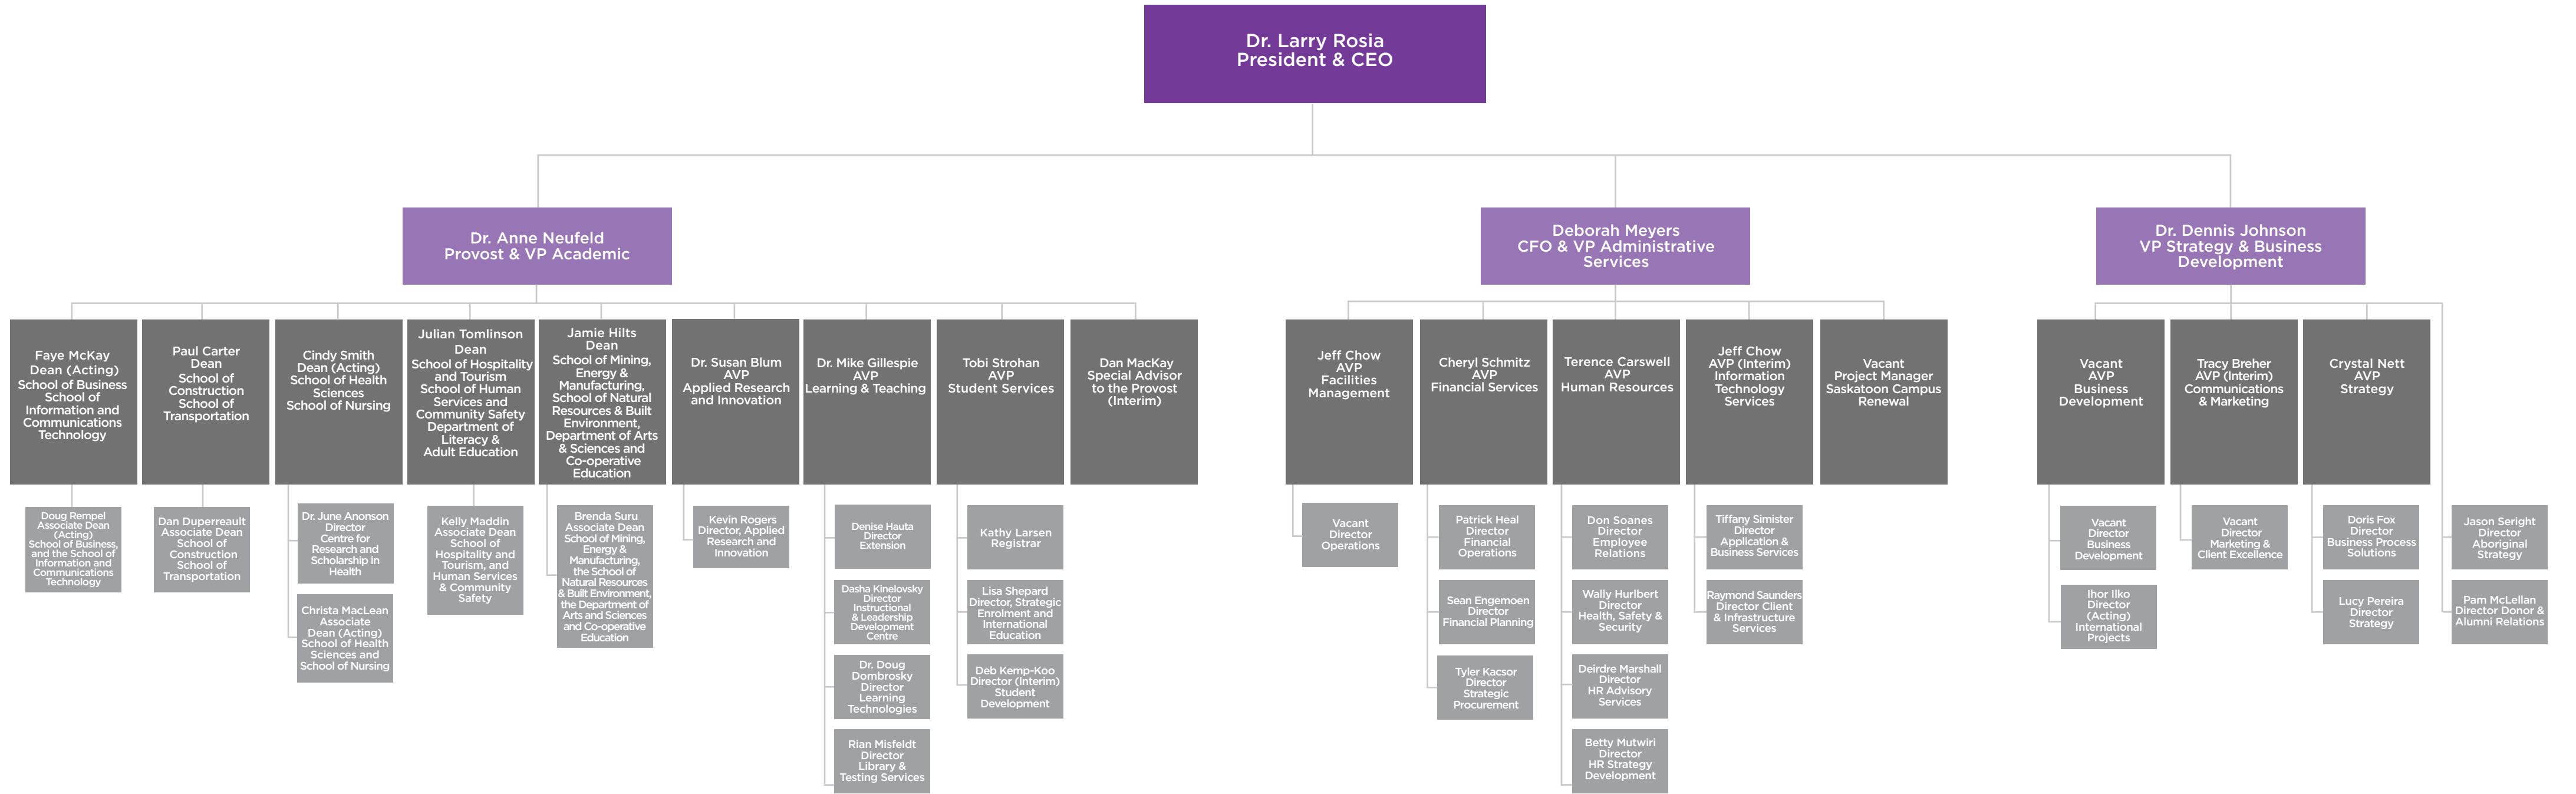 Dr. Larry Rosia
President & CEO
Dr. Anne Neufeld
Provost & VP Academic
Deborah Meyers
CFO & VP Administrative
Services
Dr. Dennis Johnson
VP Strategy & Business
Development
Faye McKay
Dean (Acting)
School of Business
School of
Information and
Communications
Technology
Paul Carter
Dean
School of
Construction
School of
Transportation
Cindy Smith
Dean (Acting)
School of Health
Sciences
School of Nursing
Julian Tomlinson
Dean
School of Hospitality
and Tourism
School of Human
Services and
Community Safety
Department of
Literacy &
Adult Education
Jamie Hilts
Dean
School of Mining,
Energy &
Manufacturing,
School of Natural
Resources & Built
Environment,
Department of Arts
& Sciences and
Co-operative
Education
Dr. Susan Blum
AVP
Applied Research
and Innovation
Dr. Mike Gillespie
AVP
Learning & Teaching
Tobi Strohan
AVP
Student Services
Dan MacKay
Special Advisor
to the Provost
(Interim)
Jeff Chow
AVP
Facilities
Management
Cheryl Schmitz
AVP
Financial Services
Terence Carswell
AVP
Human Resources
Jeff Chow
AVP (Interim)
Information
Technology
Services
Vacant
Project Manager
Saskatoon Campus
Renewal
Vacant
AVP
Business
Development
Tracy Breher
AVP (Interim)
Communications
& Marketing
Crystal Nett
AVP
Strategy
Doug Rempel
Associate Dean
(Acting)
School of Business,
and the School of
Information and
Communications
Technology
Dan Duperreault
Associate Dean
School of
Construction
School of
Transportation
Dr. June Anonson
Director
Centre for
Research and
Scholarship in
Health
Christa MacLean
Associate
Dean (Acting)
School of Health
Sciences and
School of Nursing
Kelly Maddin
Associate Dean
School of
Hospitality and
Tourism, and
Human Services
& Community
Safety
Brenda Suru
Associate Dean
School of Mining,
Energy &
Manufacturing,
the School of
Natural Resources
& Built Environment,
the Department of
Arts and Sciences
and Co-operative
Education
Kevin Rogers
Director, Applied
Research and
Innovation
Denise Hauta
Director
Extension
Dasha Kinelovsky
Director
Instructional
& Leadership
Development
Centre
Dr. Doug
Dombrosky
Director
Learning
Technologies
Rian Misfeldt
Director
Library &
Testing Services
Kathy Larsen
Registrar
Lisa Shepard
Director, Strategic
Enrolment and
International
Education
Deb Kemp-Koo
Director (Interim)
Student
Development
Vacant
Director
Operations
Patrick Heal
Director
Financial
Operations
Sean Engemoen
Director
Financial Planning
Tyler Kacsor
Director
Strategic
Procurement
Don Soanes
Director
Employee
Relations
Wally Hurlbert
Director
Health, Safety &
Security
Deirdre Marshall
Director
HR Advisory
Services
Betty Mutwiri
Director
HR Strategy
Development
Tiffany Simister
Director
Application &
Business Services
Raymond Saunders
Director Client
& Infrastructure
Services
Vacant
Director
Business
Development
Ihor Ilko
Director
(Acting)
International
Projects
Vacant
Director
Marketing &
Client Excellence
Doris Fox
Director
Business Process
Solutions
Lucy Pereira
Director
Strategy
Jason Seright
Director
Aboriginal
Strategy
Pam McLellan
Director Donor &
Alumni Relations